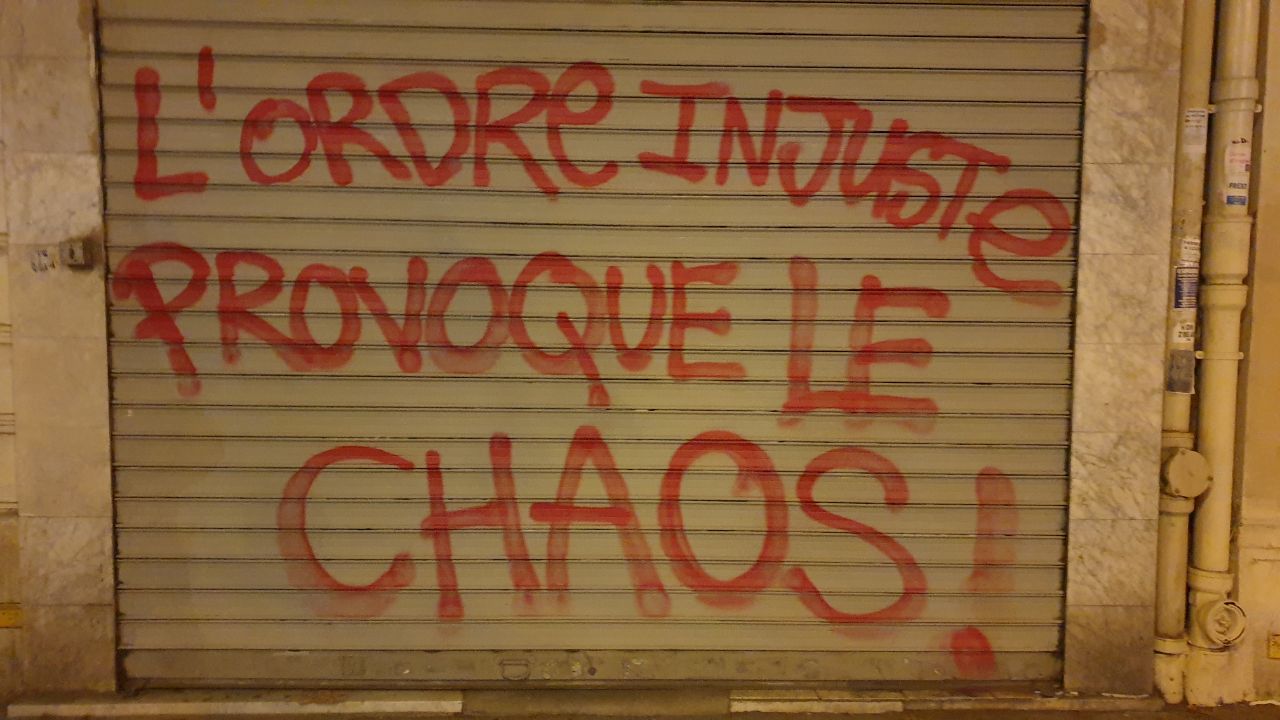 L'ORDRe INJUSTe
PROVOQUE LE
CHAOS!